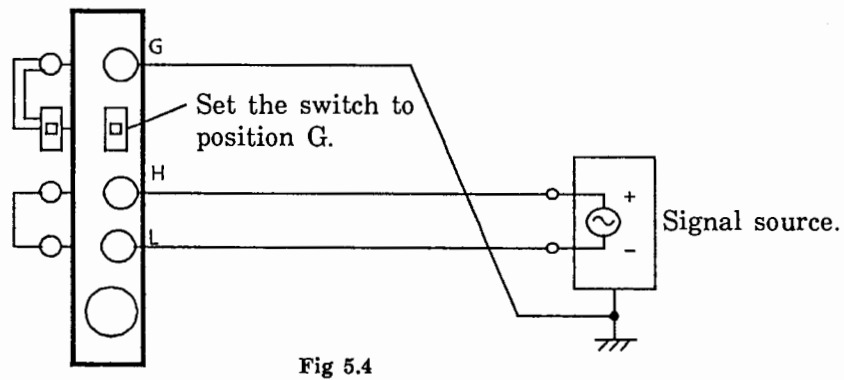 G
Set the switch to
position G.
H
L
+
−
Signal source.
Fig 5.4